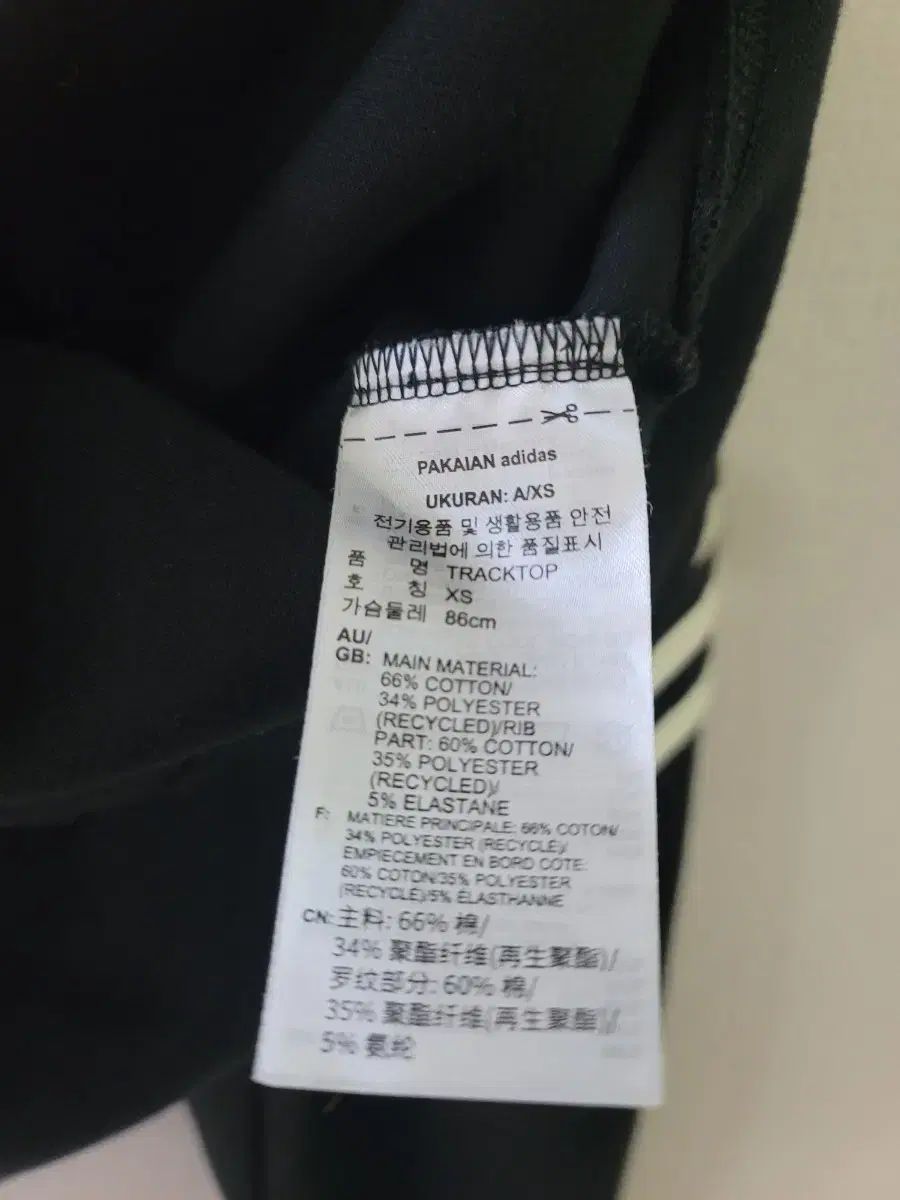 PAKAIAN adidas
UKURAN: A/XS
전기용품 및 생활용품 안전
관리법에 의한 품질표시
품 명 TRACKTOP
호 칭 XS
가슴둘레 86cm
AU/
GB: MAIN MATERIAL:
66% COTTON/
34% POLYESTER
(RECYCLED)/RIB
PART: 60% COTTON/
35% POLYESTER
(RECYCLED)/
5% ELASTANE
F: MATIERE PRINCIPALE: 66% COTON/
34% POLYESTER (RECYCLE)/
EMPIECEMENT EN BORD COTE:
60% COTON/35% POLYESTER
(RECYCLE)/5% ÉLASTHANNE
CN: 主料: 66% 棉/
34% 聚酯纤维(再生聚酯)/
罗纹部分: 60% 棉/
35% 聚酯纤维(再生聚酯)/
5% 氨纶